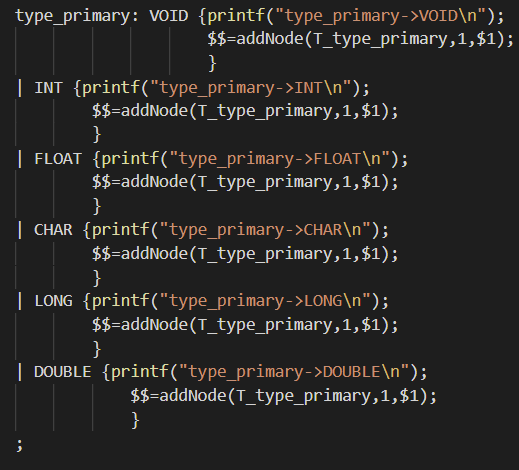 type_primary: VOID {printf("type_primary->VOID\n");
$$=addNode(T_type_primary,1,$1);
}
| INT {printf("type_primary->INT\n");
$$=addNode(T_type_primary,1,$1);
}
| FLOAT {printf("type_primary->FLOAT\n");
$$=addNode(T_type_primary,1,$1);
}
| CHAR {printf("type_primary->CHAR\n");
$$=addNode(T_type_primary,1,$1);
}
| LONG {printf("type_primary->LONG\n");
$$=addNode(T_type_primary,1,$1);
}
| DOUBLE {printf("type_primary->DOUBLE\n");
$$=addNode(T_type_primary,1,$1);
}
;